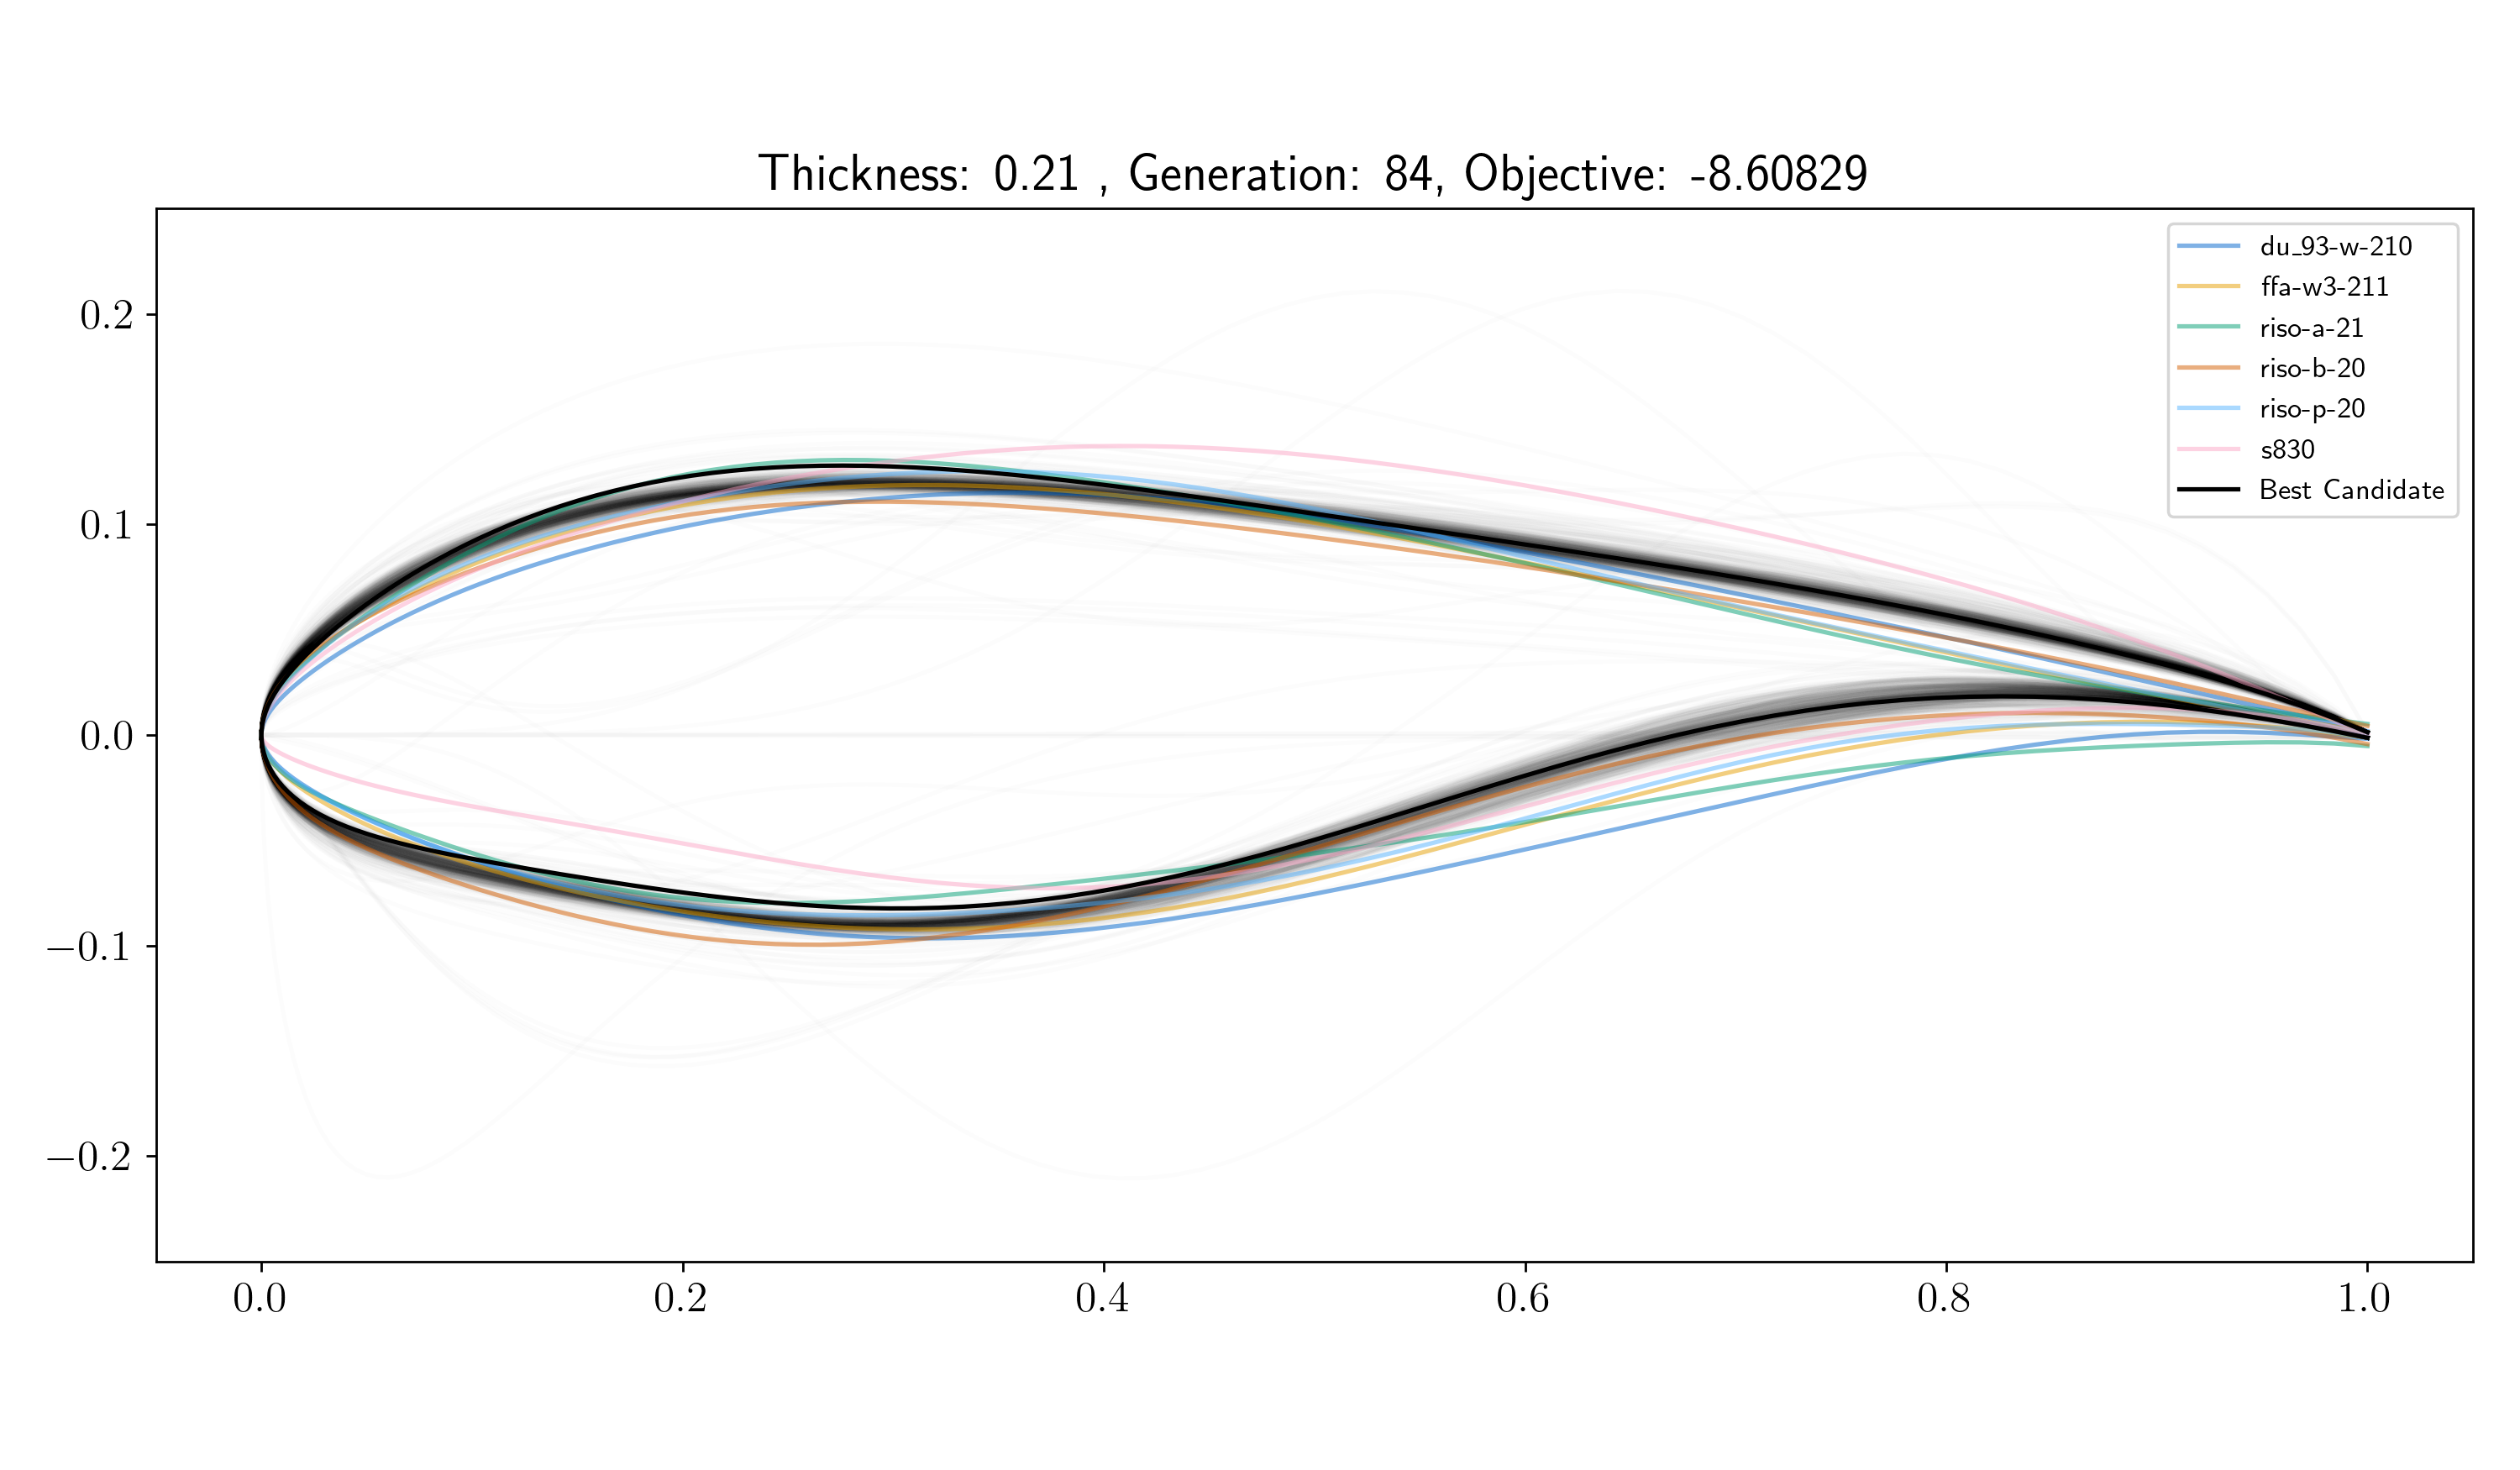 Thickness: 0.21 , Generation: 84, Objective: -8.60829
du_93-w-210
ffa-w3-211
riso-a-21
riso-b-20
riso-p-20
s830
Best Candidate
0.2
0.1
0.0
−0.1
−0.2
0.0 0.2 0.4 0.6 0.8 1.0